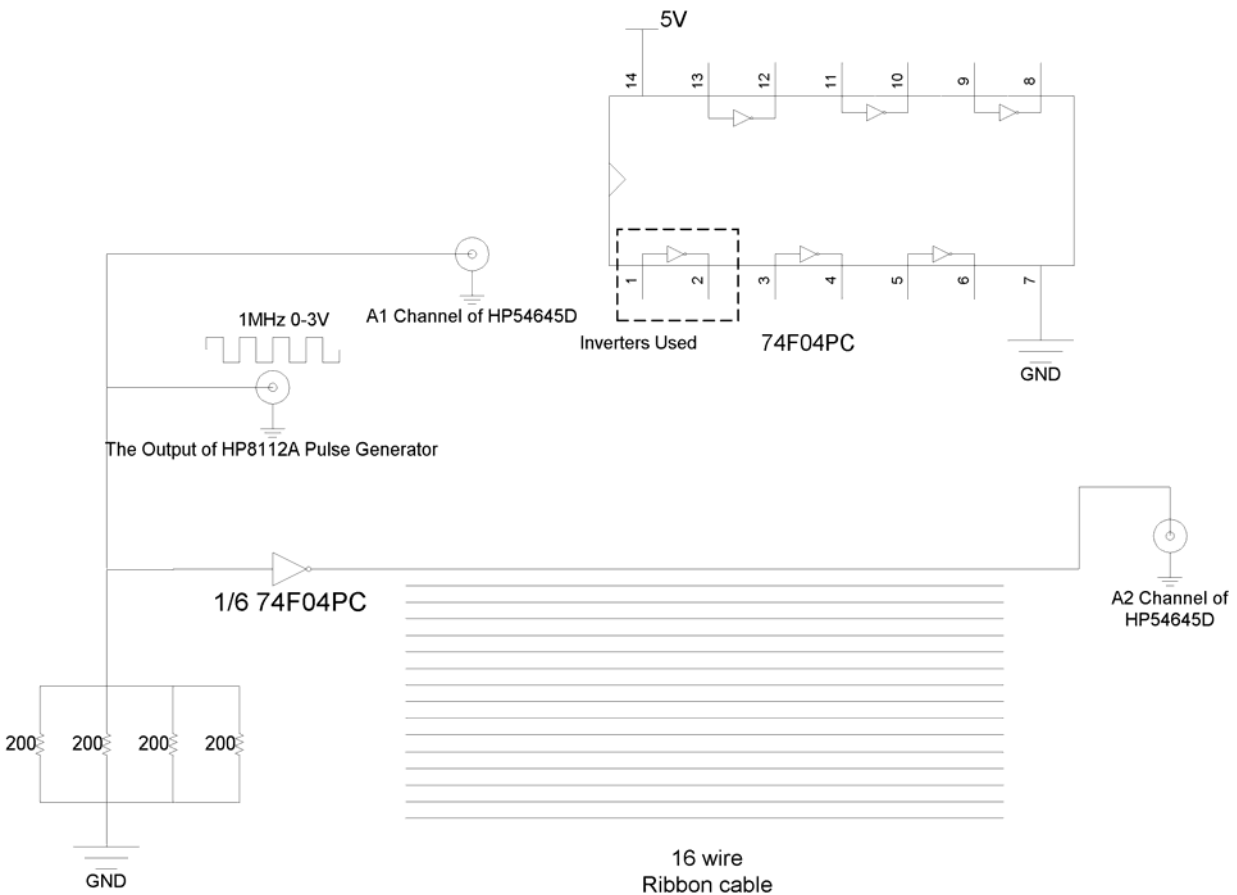 5V
14
13
12
11
10
9
8
1
2
3
4
5
6
7
A1 Channel of HP54645D
Inverters Used
74F04PC
GND
1MHz 0-3V
The Output of HP8112A Pulse Generator
1/6 74F04PC
A2 Channel of
HP54645D
200
200
200
200
GND
16 wire
Ribbon cable